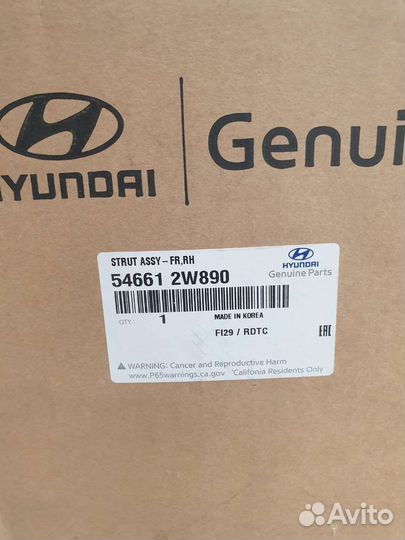 HYUNDAI
Genui
STRUT ASSY-FR,RH
54661 2W890
HYUNDAI
Genuine Parts
QTY: 1
MADE IN KOREA
FI29 / RDTC
EAC
⚠ WARNING: Cancer and Reproductive Harm
www.P65warnings.ca.gov 'Califonia Residents Only
Avito